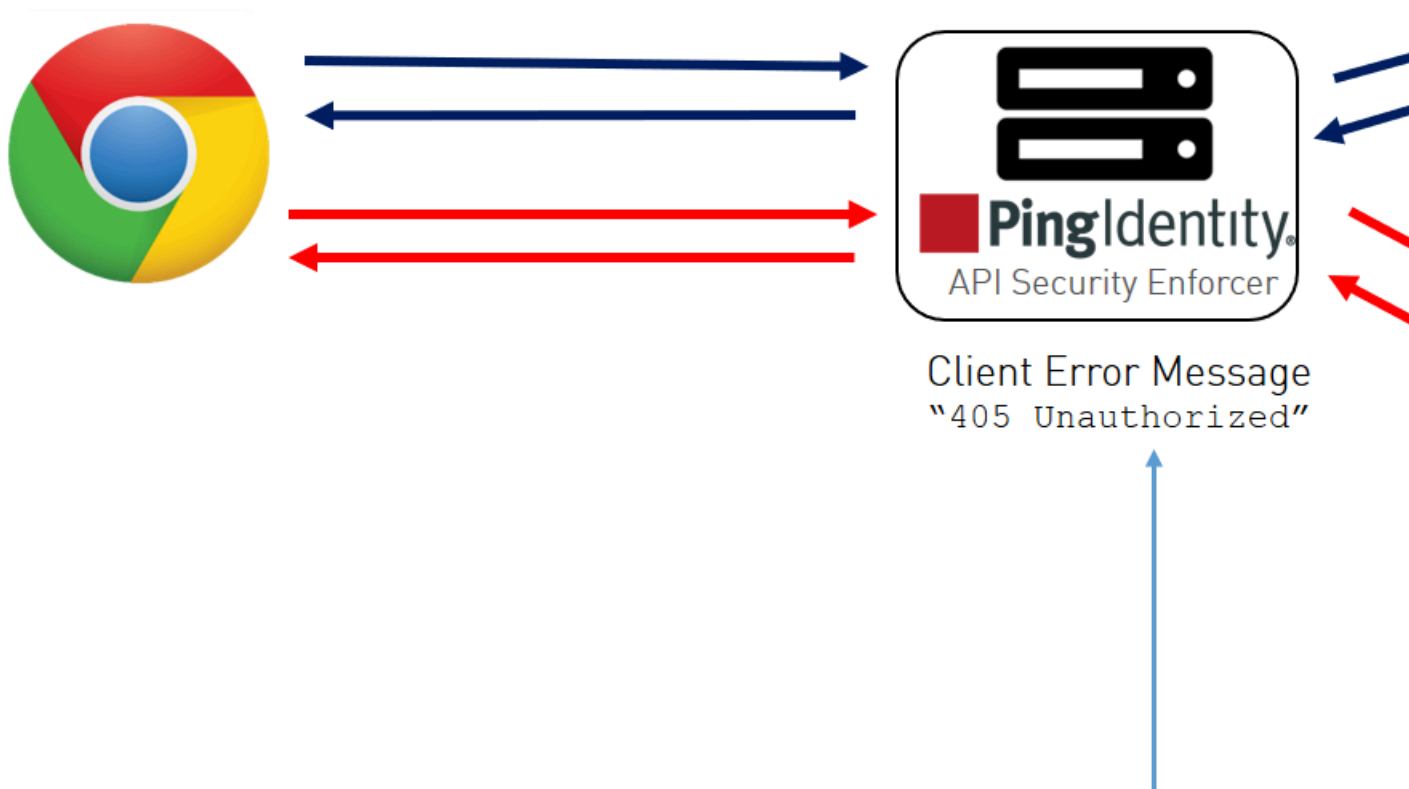 PingIdentity®
API Security Enforcer
Client Error Message
“405 Unauthorized”